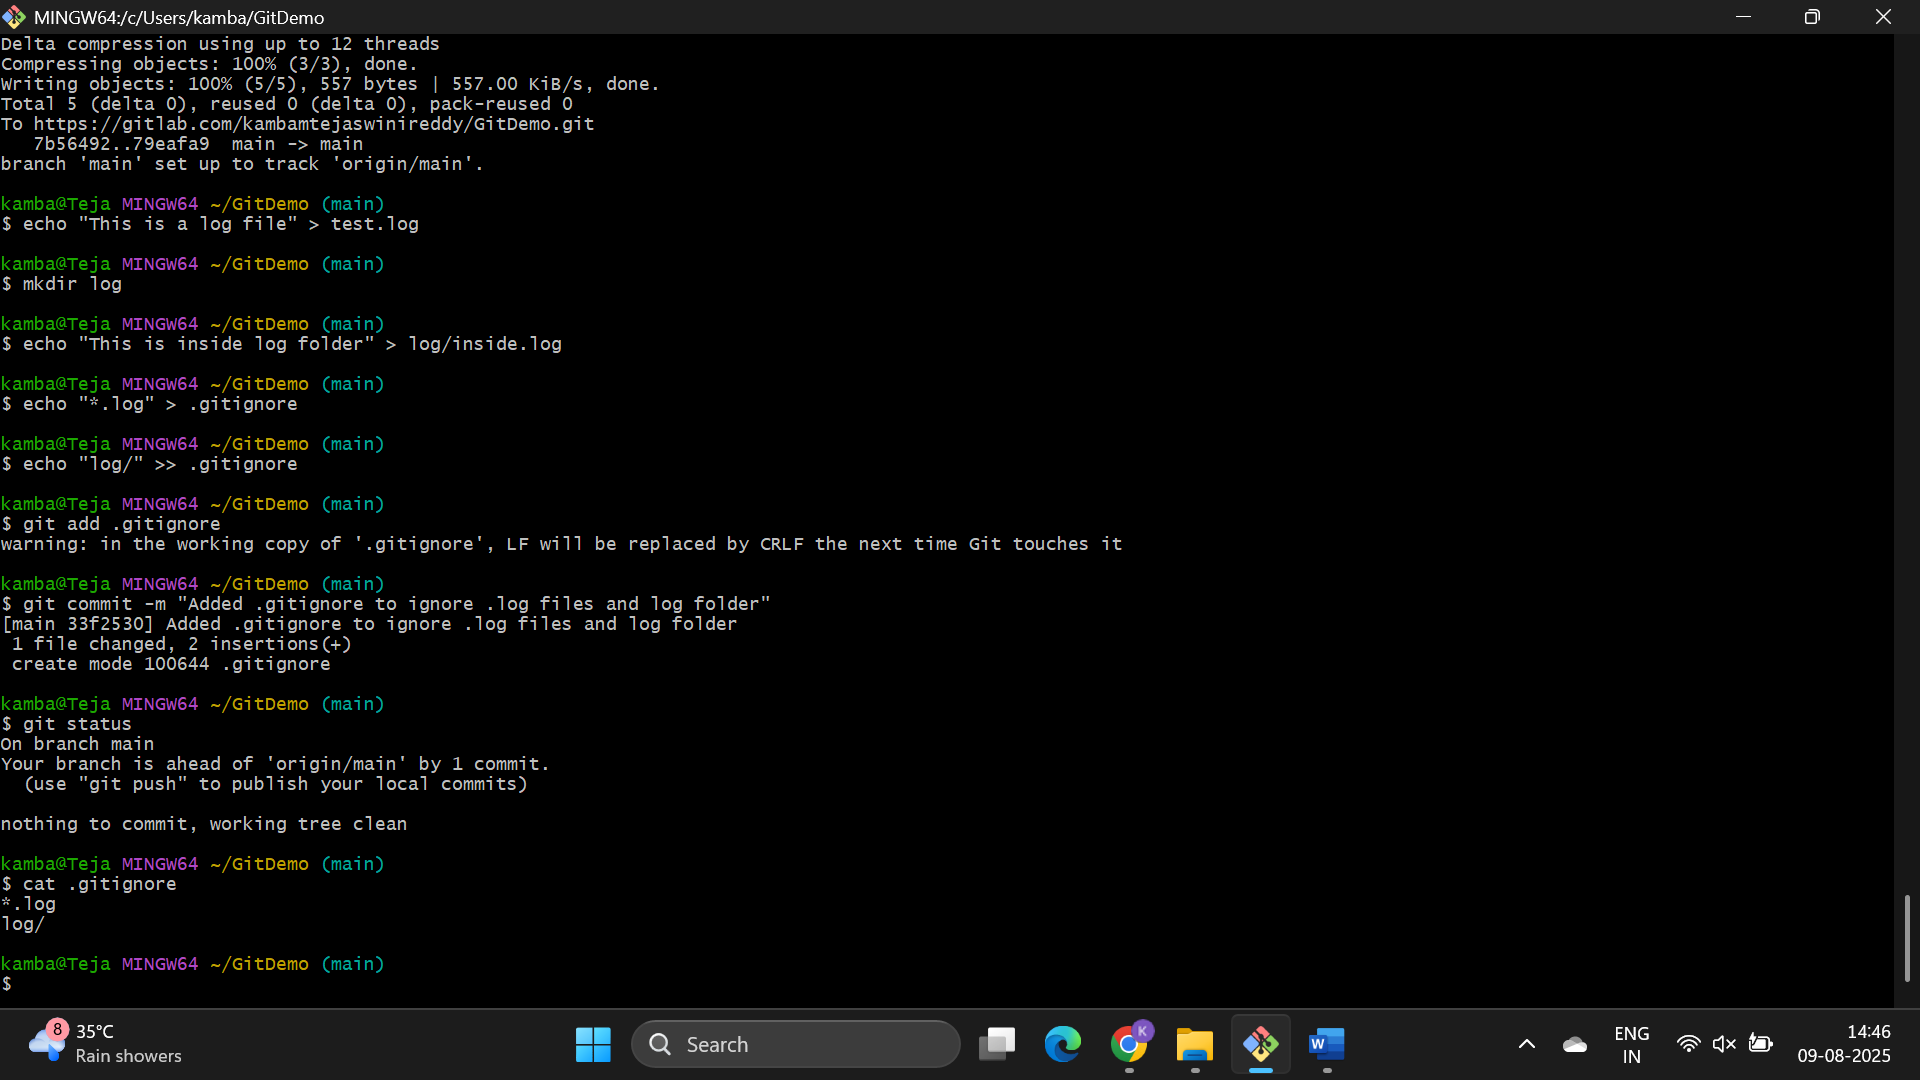 MINGW64:/c/Users/kamba/GitDemo
Delta compression using up to 12 threads
Compressing objects: 100% (3/3), done.
Writing objects: 100% (5/5), 557 bytes | 557.00 KiB/s, done.
Total 5 (delta 0), reused 0 (delta 0), pack-reused 0
To https://gitlab.com/kambamtejaswinireddy/GitDemo.git
   7b56492..79eafa9  main -> main
branch 'main' set up to track 'origin/main'.
kamba@Teja MINGW64 ~/GitDemo (main)
$ echo "This is a log file" > test.log
kamba@Teja MINGW64 ~/GitDemo (main)
$ mkdir log
kamba@Teja MINGW64 ~/GitDemo (main)
$ echo "This is inside log folder" > log/inside.log
kamba@Teja MINGW64 ~/GitDemo (main)
$ echo "*.log" > .gitignore
kamba@Teja MINGW64 ~/GitDemo (main)
$ echo "log/" >> .gitignore
kamba@Teja MINGW64 ~/GitDemo (main)
$ git add .gitignore
warning: in the working copy of '.gitignore', LF will be replaced by CRLF the next time Git touches it
kamba@Teja MINGW64 ~/GitDemo (main)
$ git commit -m "Added .gitignore to ignore .log files and log folder"
[main 33f2530] Added .gitignore to ignore .log files and log folder
 1 file changed, 2 insertions(+)
 create mode 100644 .gitignore
kamba@Teja MINGW64 ~/GitDemo (main)
$ git status
On branch main
Your branch is ahead of 'origin/main' by 1 commit.
  (use "git push" to publish your local commits)
nothing to commit, working tree clean
kamba@Teja MINGW64 ~/GitDemo (main)
$ cat .gitignore
*.log
log/
kamba@Teja MINGW64 ~/GitDemo (main)
$
8
35°C
Rain showers
Search
K
W
ENG
IN
14:46
09-08-2025